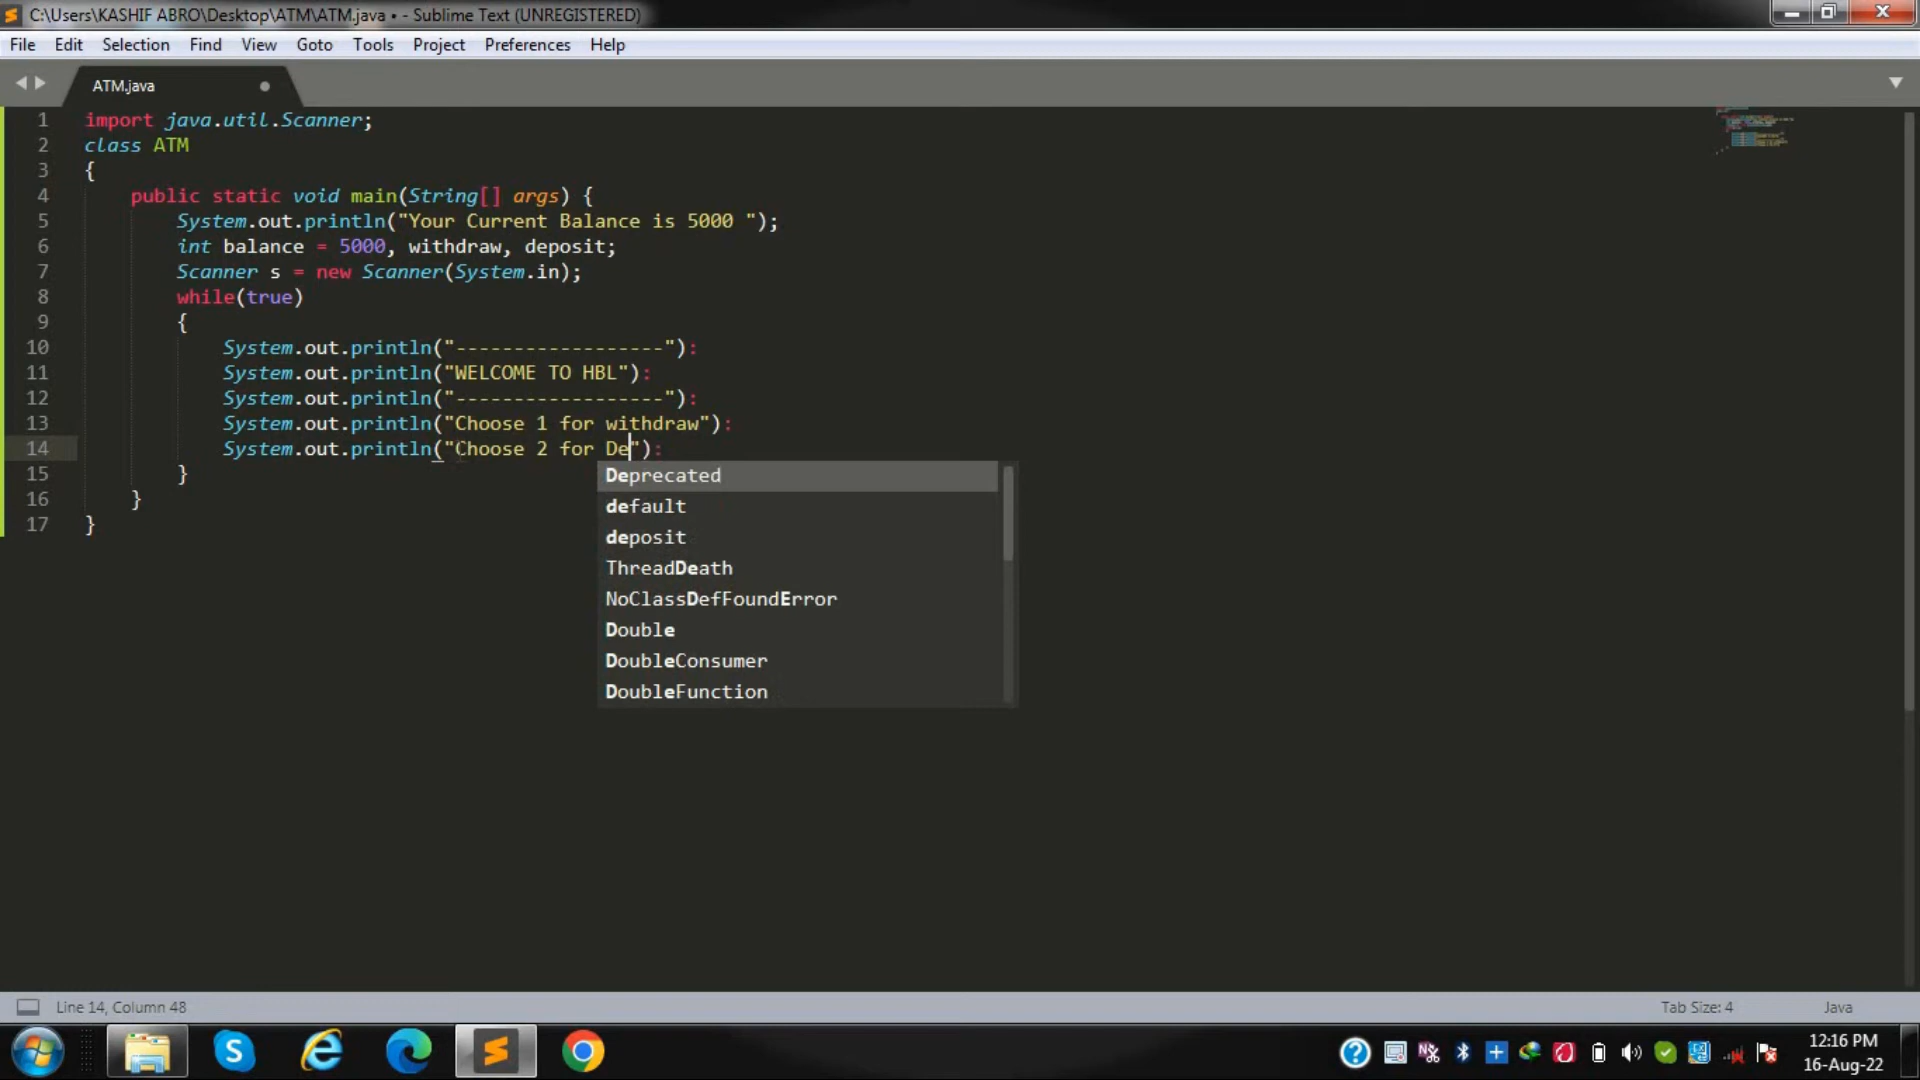 C:\Users\KASHIF ABRO\Desktop\ATM\ATM.java • - Sublime Text (UNREGISTERED)
File Edit Selection Find View Goto Tools Project Preferences Help
ATM.java
1 import java.util.Scanner;
2 class ATM
3 {
4 public static void main(String[] args) {
5 System.out.println("Your Current Balance is 5000 ");
6 int balance = 5000, withdraw, deposit;
7 Scanner s = new Scanner(System.in);
8 while(true)
9 {
10 System.out.println("------------------"):
11 System.out.println("WELCOME TO HBL"):
12 System.out.println("------------------"):
13 System.out.println("Choose 1 for withdraw"):
14 System.out.println("Choose 2 for De"):
15 }
16 }
17 }
Deprecated
default
deposit
ThreadDeath
NoClassDefFoundError
Double
DoubleConsumer
DoubleFunction
Line 14, Column 48
Tab Size: 4
Java
12:16 PM
16-Aug-22